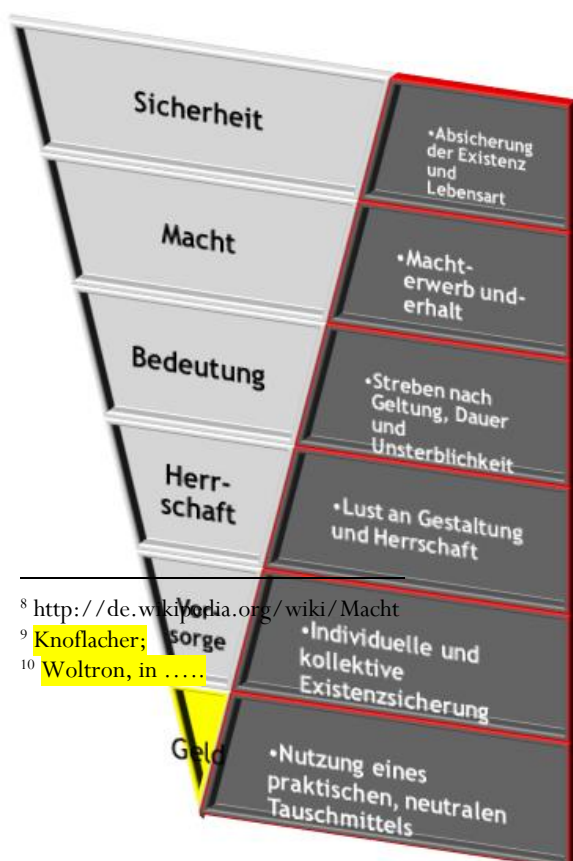 Sicherheit
•Absicherung
der Existenz
und
Lebensart
Macht
•Macht-
erwerb und-
erhalt
Bedeutung
•Streben nach
Geltung, Dauer
und
Unsterblichkeit
Herr-
schaft
•Lust an Gestaltung
und Herrschaft
Vor-
sorge
•Individuelle und
kollektive
Existenzsicherung
Geld
•Nutzung eines
praktischen, neutralen
Tauschmittels
8 http://de.wikipedia.org/wiki/Macht
9 Knoflacher;
10 Woltron, in …..